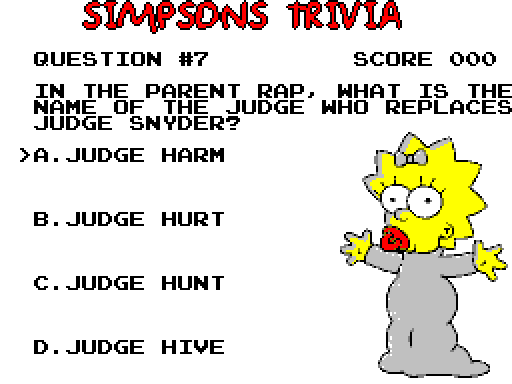 SIMPSONS TRIVIA
QUESTION #7 SCORE 000
IN THE PARENT RAP, WHAT IS THE
NAME OF THE JUDGE WHO REPLACES
JUDGE SNYDER?
>A.JUDGE HARM
B.JUDGE HURT
C.JUDGE HUNT
D.JUDGE HIVE